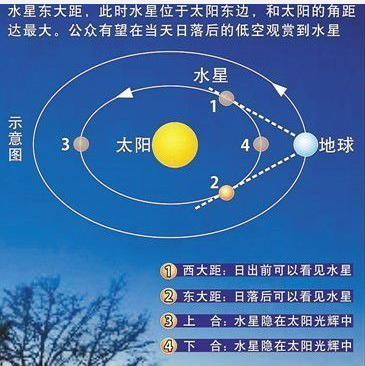 水星东大距，此时水星位于太阳东边，和太阳的角距
达最大。公众有望在当天日落后的低空观赏到水星
水星
1
示意图
3
太阳
4
地球
2
1 西大距：日出前可以看见水星
2 东大距：日落后可以看见水星
3 上　合：水星隐在太阳光辉中
4 下　合：水星隐在太阳光辉中